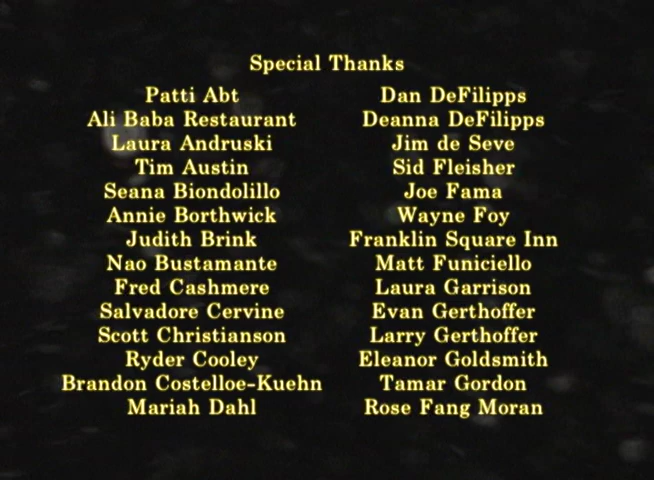 Special Thanks
Patti Abt
Ali Baba Restaurant
Laura Andruski
Tim Austin
Seana Biondolillo
Annie Borthwick
Judith Brink
Nao Bustamante
Fred Cashmere
Salvadore Cervine
Scott Christianson
Ryder Cooley
Brandon Costelloe-Kuehn
Mariah Dahl
Dan DeFilipps
Deanna DeFilipps
Jim de Seve
Sid Fleisher
Joe Fama
Wayne Foy
Franklin Square Inn
Matt Funiciello
Laura Garrison
Evan Gerthoffer
Larry Gerthoffer
Eleanor Goldsmith
Tamar Gordon
Rose Fang Moran